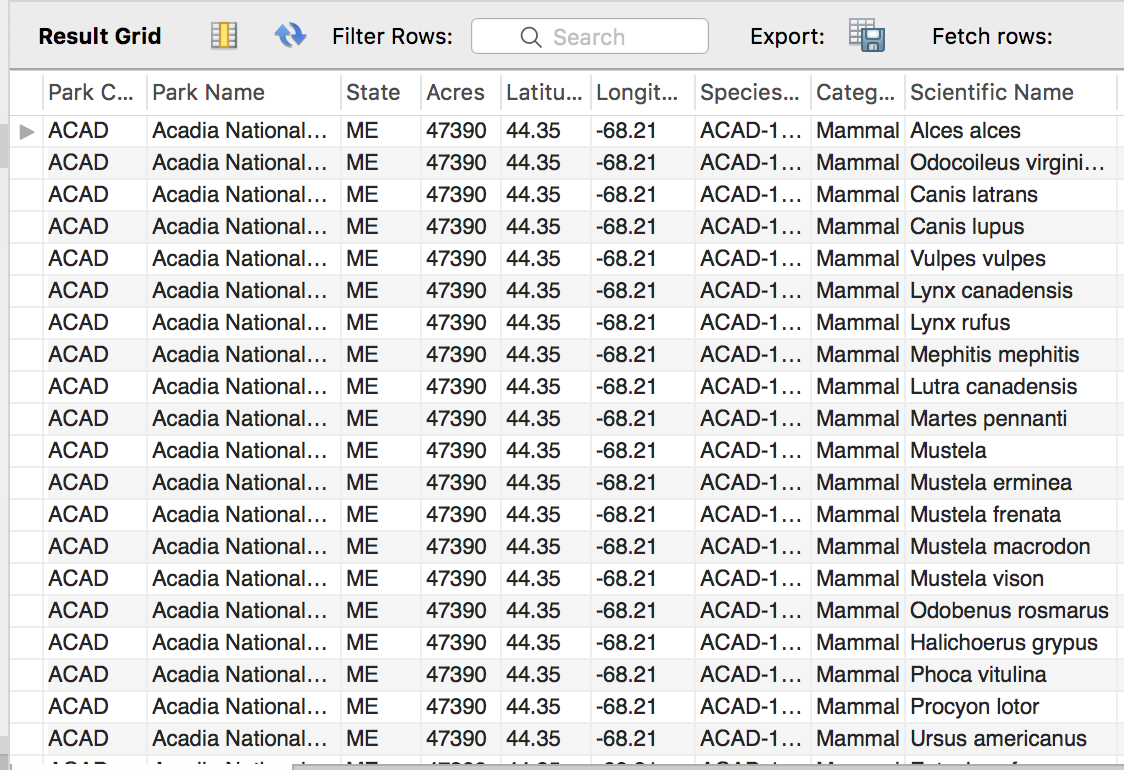 Result Grid Filter Rows: Search Export: Fetch rows:
Park C... Park Name State Acres Latitu... Longit... Species... Categ... Scientific Name
ACAD Acadia National... ME 47390 44.35 -68.21 ACAD-1... Mammal Alces alces
ACAD Acadia National... ME 47390 44.35 -68.21 ACAD-1... Mammal Odocoileus virgini...
ACAD Acadia National... ME 47390 44.35 -68.21 ACAD-1... Mammal Canis latrans
ACAD Acadia National... ME 47390 44.35 -68.21 ACAD-1... Mammal Canis lupus
ACAD Acadia National... ME 47390 44.35 -68.21 ACAD-1... Mammal Vulpes vulpes
ACAD Acadia National... ME 47390 44.35 -68.21 ACAD-1... Mammal Lynx canadensis
ACAD Acadia National... ME 47390 44.35 -68.21 ACAD-1... Mammal Lynx rufus
ACAD Acadia National... ME 47390 44.35 -68.21 ACAD-1... Mammal Mephitis mephitis
ACAD Acadia National... ME 47390 44.35 -68.21 ACAD-1... Mammal Lutra canadensis
ACAD Acadia National... ME 47390 44.35 -68.21 ACAD-1... Mammal Martes pennanti
ACAD Acadia National... ME 47390 44.35 -68.21 ACAD-1... Mammal Mustela
ACAD Acadia National... ME 47390 44.35 -68.21 ACAD-1... Mammal Mustela erminea
ACAD Acadia National... ME 47390 44.35 -68.21 ACAD-1... Mammal Mustela frenata
ACAD Acadia National... ME 47390 44.35 -68.21 ACAD-1... Mammal Mustela macrodon
ACAD Acadia National... ME 47390 44.35 -68.21 ACAD-1... Mammal Mustela vison
ACAD Acadia National... ME 47390 44.35 -68.21 ACAD-1... Mammal Odobenus rosmarus
ACAD Acadia National... ME 47390 44.35 -68.21 ACAD-1... Mammal Halichoerus grypus
ACAD Acadia National... ME 47390 44.35 -68.21 ACAD-1... Mammal Phoca vitulina
ACAD Acadia National... ME 47390 44.35 -68.21 ACAD-1... Mammal Procyon lotor
ACAD Acadia National... ME 47390 44.35 -68.21 ACAD-1... Mammal Ursus americanus